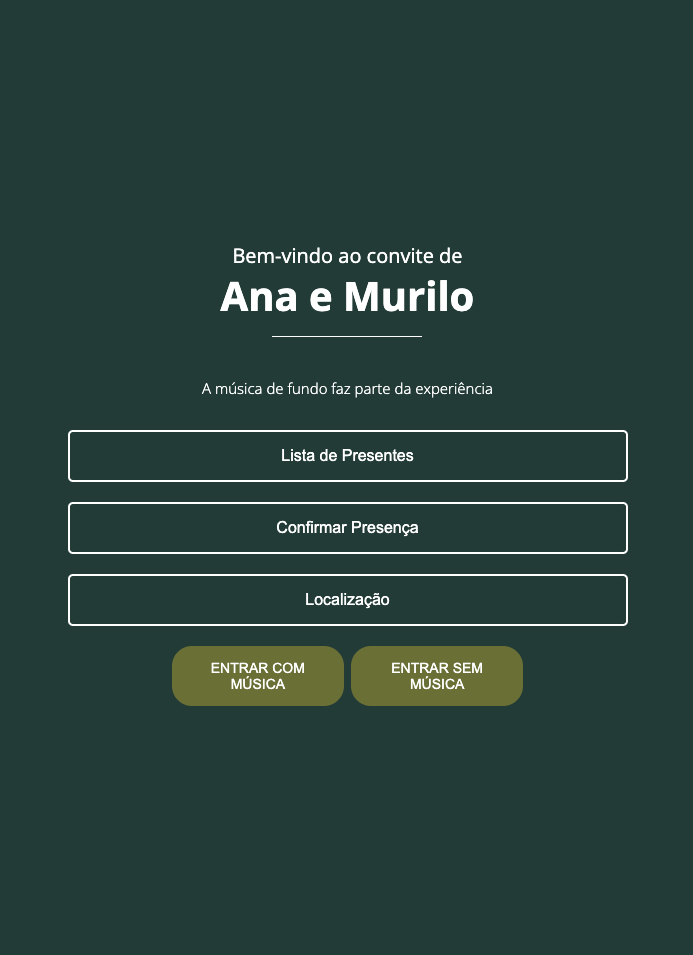 Bem-vindo ao convite de
Ana e Murilo
A música de fundo faz parte da experiência
Lista de Presentes
Confirmar Presença
Localização
ENTRAR COM
MÚSICA
ENTRAR SEM
MÚSICA